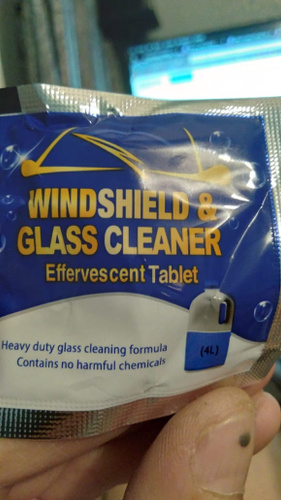 WINDSHIELD &
GLASS CLEANER
Effervescent Tablet
(4L)
Heavy duty glass cleaning formula
Contains no harmful chemicals